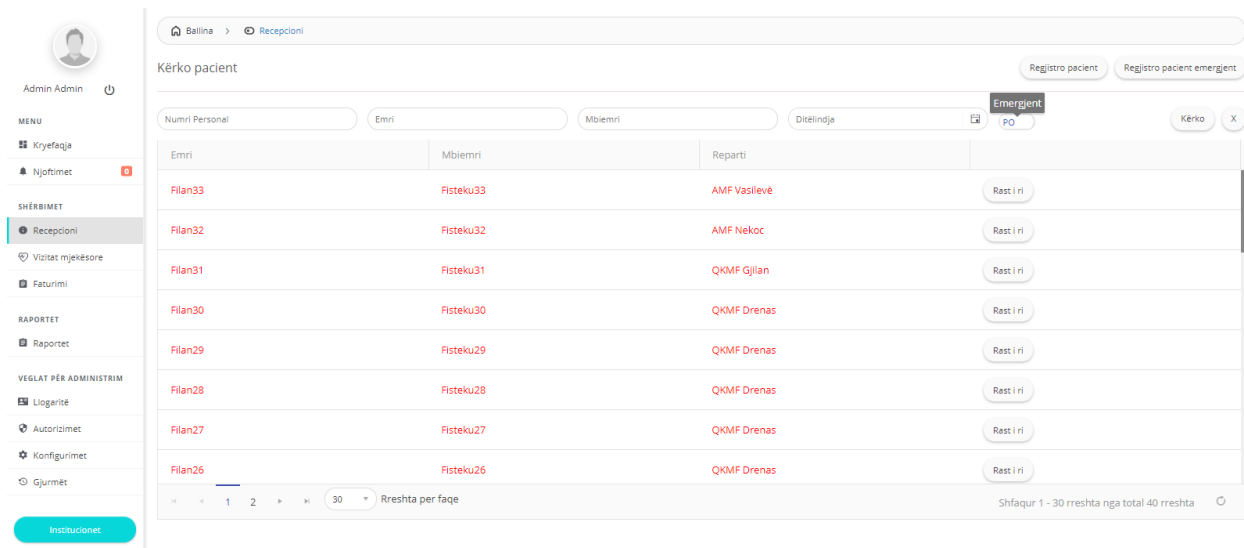 Ballina > Recepcioni
Kërko pacient
Regjistro pacient
Regjistro pacient emergjent
Admin Admin
MENU
Kryefaqja
Njoftimet 0
SHËRBIMET
Recepcioni
Vizitat mjekësore
Faturimi
RAPORTET
Raportet
VEGLAT PËR ADMINISTRIM
Llogaritë
Autorizimet
Konfigurimet
Gjurmët
Institucionet
Emergjent
Numri Personal Emri Mbiemri Ditëlindja PO Kërko X
Emri Mbiemri Reparti
Filan33 Fisteku33 AMF Vasilevë Rast i ri
Filan32 Fisteku32 AMF Nekoc Rast i ri
Filan31 Fisteku31 QKMF Gjilan Rast i ri
Filan30 Fisteku30 QKMF Drenas Rast i ri
Filan29 Fisteku29 QKMF Drenas Rast i ri
Filan28 Fisteku28 QKMF Drenas Rast i ri
Filan27 Fisteku27 QKMF Drenas Rast i ri
Filan26 Fisteku26 QKMF Drenas Rast i ri
1 2 30 Rreshta per faqe
Shfaqur 1 - 30 rreshta nga total 40 rreshta